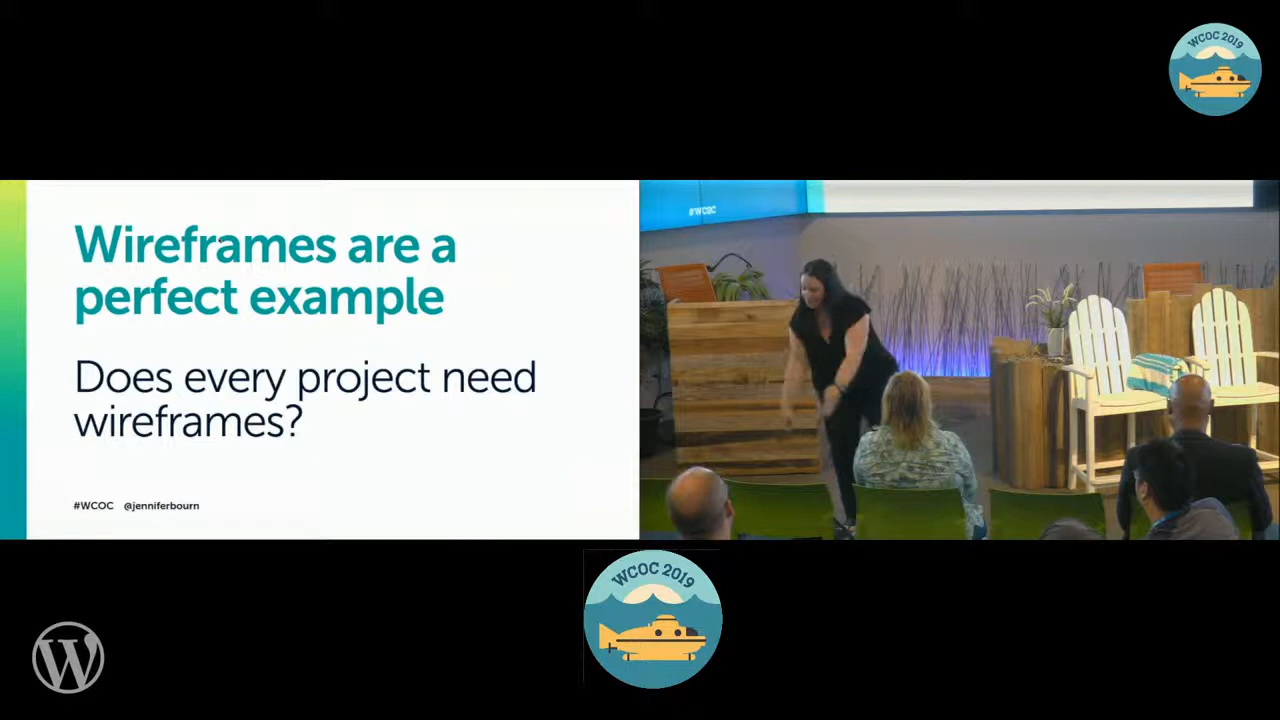 WCOC 2019
Wireframes are a
perfect example
Does every project need
wireframes?
#WCOC @jenniferbourn
#WCOC
WCOC 2019